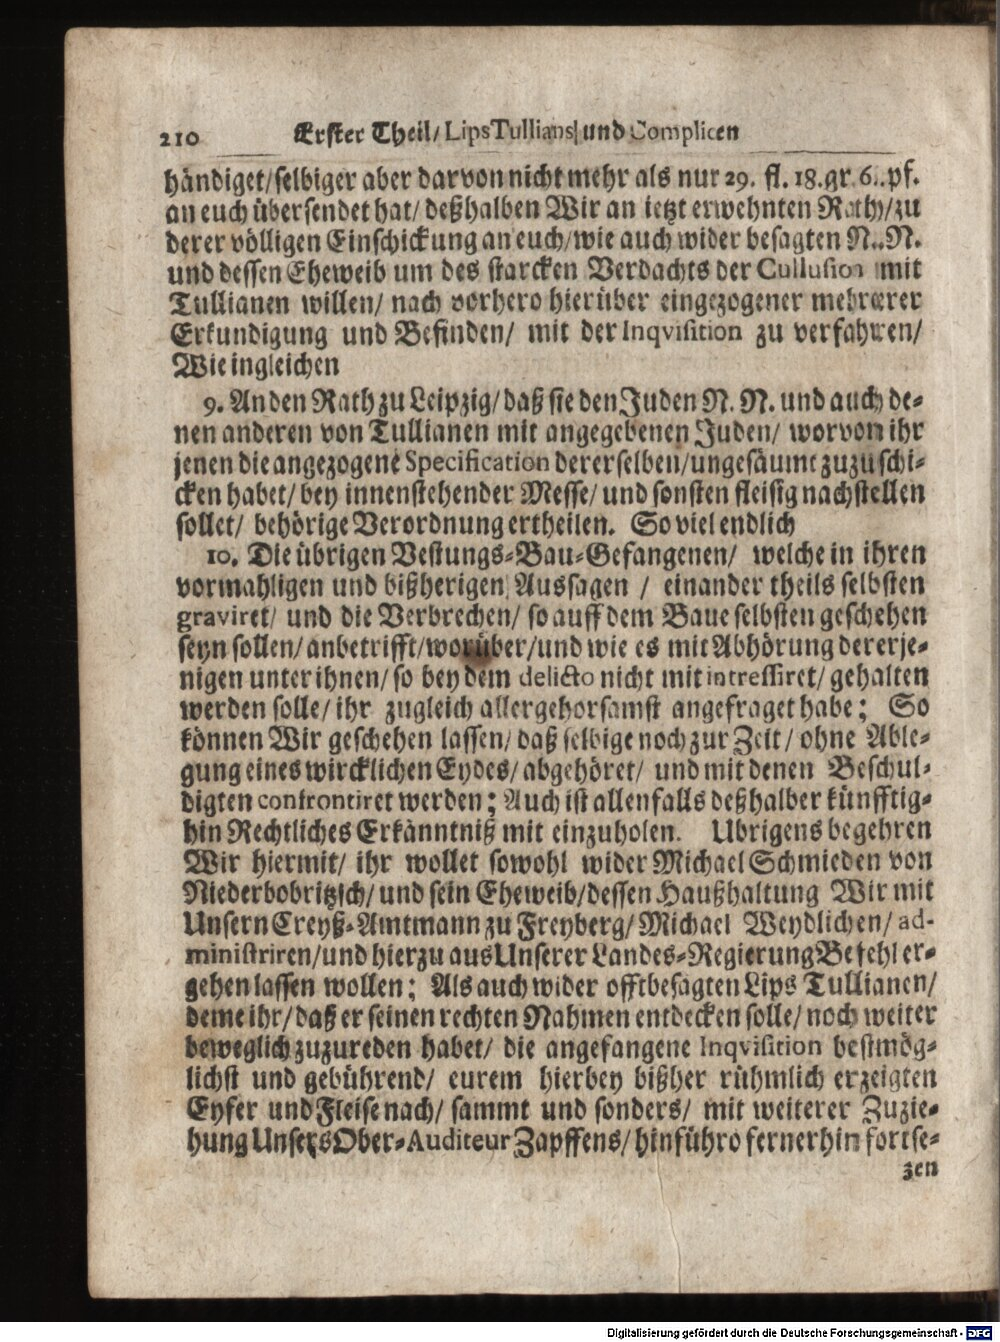 210 Erster Theil/ Lips Tullians und Complicen
händiget/ selbiger aber darvon nicht mehr als nur 29. fl. 18. gr. 6. pf.
an euch übersendet hat/ deßhalben Wir an ietzt erwehnten Rath/ zu
derer völligen Einschickung an euch/ wie auch wider besagten N. N.
und dessen Eheweib um des starcken Verdachts der Collusion mit
Tullianen willen/ nach vorhero hierüber eingezogener mehrerer
Erkundigung und Befinden/ mit der Inqvisition zu verfahren/
Wie ingleichen
9. An den Rath zu Leipzig/ daß sie den Juden N. N. und auch de-
nen anderen von Tullianen mit angegebenen Juden/ worvon ihr
jenen die angezogene Specification dererselben/ ungesäumt zuzuschi-
cken habet/ bey innenstehender Messe/ und sonsten fleisig nachstellen
sollet/ behörige Verordnung ertheilen. So viel endlich
10. Die übrigen Vestungs-Bau-Gefangenen/ welche in ihren
vormahligen und bißherigen Aussagen / einander theils selbsten
graviret/ und die Verbrechen/ so auff dem Baue selbsten geschehen
seyn sollen/ anbetrifft/ worüber/ und wie es mit Abhörung dererje-
nigen unter ihnen/ so bey dem delicto nicht mit intressiret/ gehalten
werden solle/ ihr zugleich allergehorsamst angefraget habe; So
können Wir geschehen lassen/ daß selbige noch zur Zeit/ ohne Able-
gung eines wircklichen Eydes/ abgehöret/ und mit denen Beschul-
digten confrontiret werden; Auch ist allenfalls deßhalber künfftig-
hin Rechtliches Erkänntniß mit einzuholen. Ubrigens begehren
Wir hiermit/ ihr wollet sowohl wider Michael Schmieden von
Niederbobritzsch/ und sein Eheweib/ dessen Haußhaltung Wir mit
Unsern Creyß-Amtmann zu Freyberg/ Michael Weydlichen/ ad-
ministriren/ und hierzu aus Unserer Landes-Regierung Befehl er-
gehen lassen wollen; Als auch wider offtbesagten Lips Tullianen/
deme ihr/ daß er seinen rechten Nahmen entdecken solle/ noch weiter
beweglich zuzureden habet/ die angefangene Inqvisition bestmög-
lichst und gebührend/ eurem hierbey bißher rühmlich erzeigten
Eyfer und Fleise nach/ sammt und sonders/ mit weiterer Zuzie-
hung Unsers Ober-Auditeur Zapffens/ hinführo fernerhin fortse-
zen
Digitalisierung gefördert durch die Deutsche Forschungsgemeinschaft - DFG